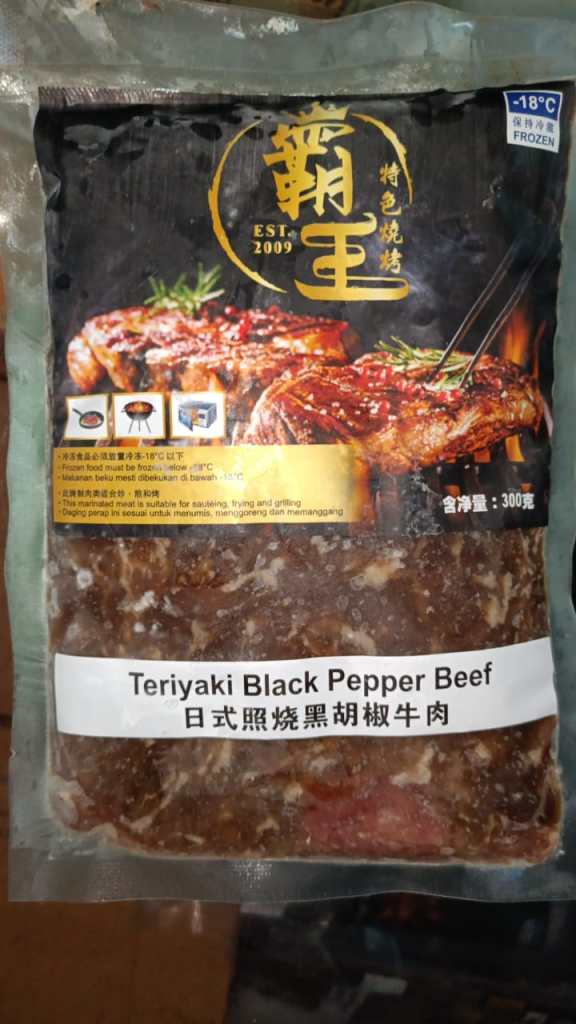 -18°C
保持冷藏
FROZEN
霸王
特色燒烤
EST.
2009
· 冷冻食品必须放置冷冻-18°C 以下
- Frozen food must be frozen below -18°C
- Makanan beku mesti dibekukan di bawah -18°C
· 此腌制肉类适合炒、煎和烤
· This marinated meat is suitable for sautéing, frying and grilling
· Daging perap ini sesuai untuk menumis, menggoreng dan memanggang
含净量：300克
Teriyaki Black Pepper Beef
日式照烧黑胡椒牛肉